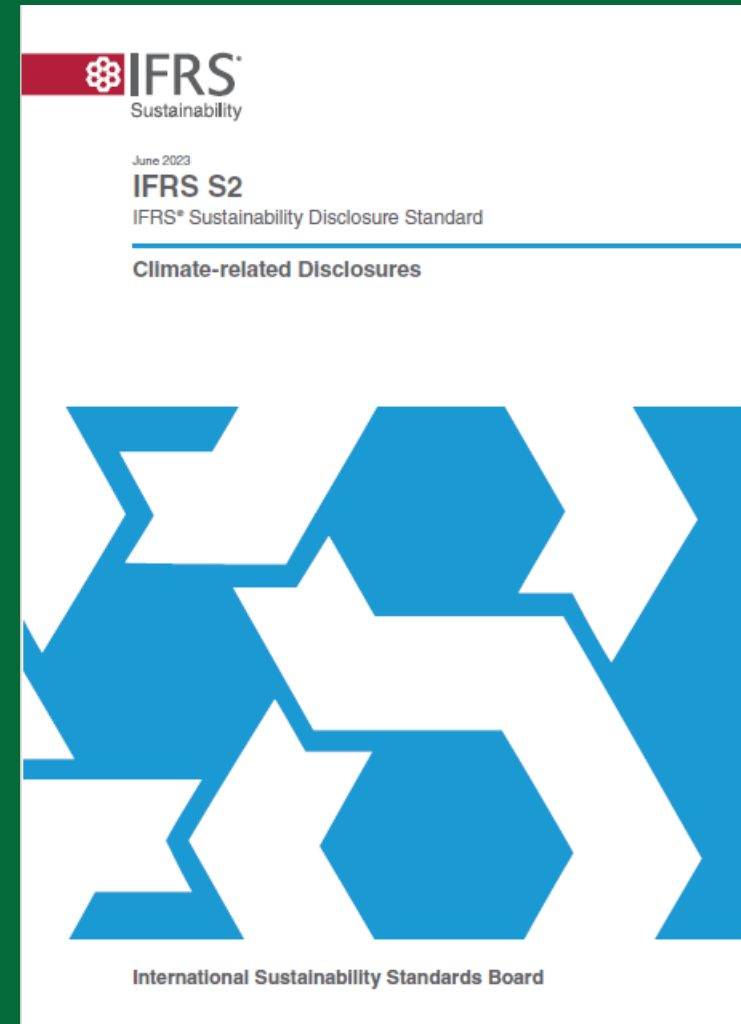 IFRS®
Sustainability
June 2023
IFRS S2
IFRS® Sustainability Disclosure Standard
Climate-related Disclosures
International Sustainability Standards Board